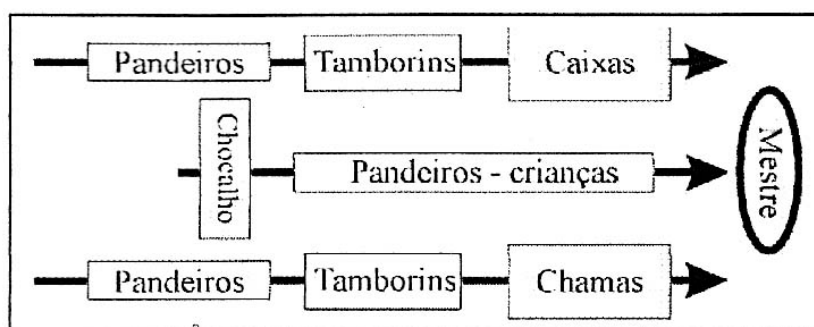 Pandeiros Tamborins Caixas
Chocalho Pandeiros - crianças Mestre
Pandeiros Tamborins Chamas